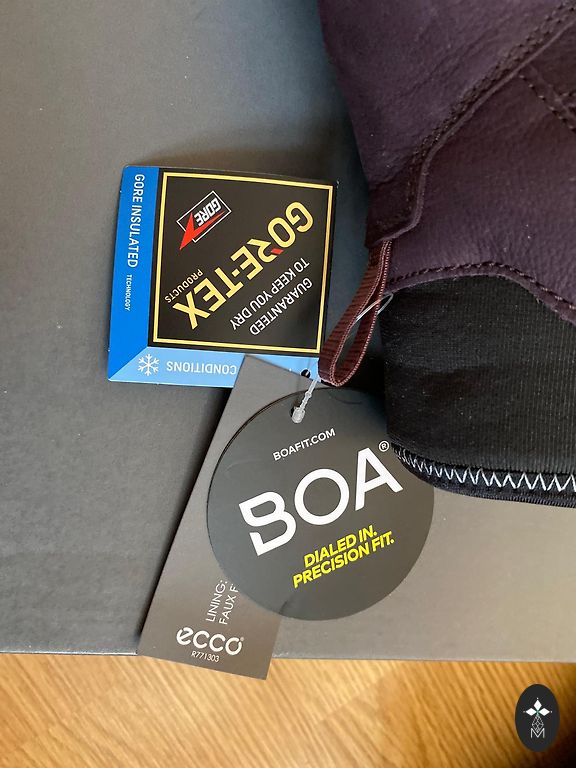 GORE INSULATED
TECHNOLOGY
GORE
GORE-TEX
PRODUCTS
GUARANTEED
TO KEEP YOU DRY
CONDITIONS
BOAFIT.COM
BOA®
DIALED IN.
PRECISION FIT.
LINING:
FAUX
ecco®
R771303
M